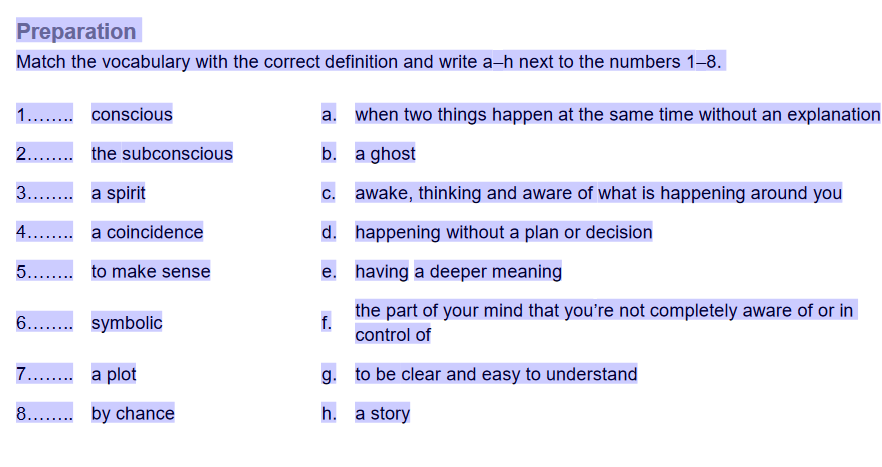 Preparation
Match the vocabulary with the correct definition and write a–h next to the numbers 1–8.
1…….. conscious a. when two things happen at the same time without an explanation
2…….. the subconscious b. a ghost
3…….. a spirit c. awake, thinking and aware of what is happening around you
4…….. a coincidence d. happening without a plan or decision
5…….. to make sense e. having a deeper meaning
6…….. symbolic f. the part of your mind that you're not completely aware of or in
control of
7…….. a plot g. to be clear and easy to understand
8…….. by chance h. a story